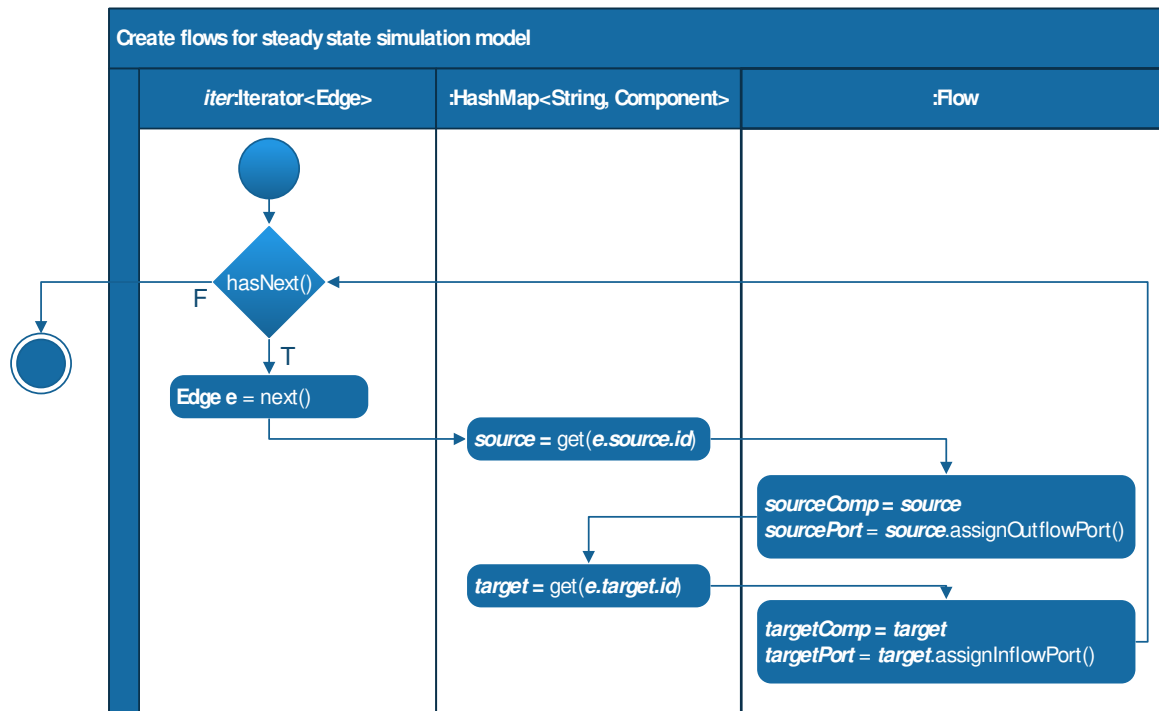 Create flows for steady state simulation model
iter:Iterator<Edge>
:HashMap<String, Component>
:Flow
hasNext()
F
T
Edge e = next()
source = get(e.source.id)
sourceComp = source
sourcePort = source.assignOutflowPort()
target = get(e.target.id)
targetComp = target
targetPort = target.assignInflowPort()